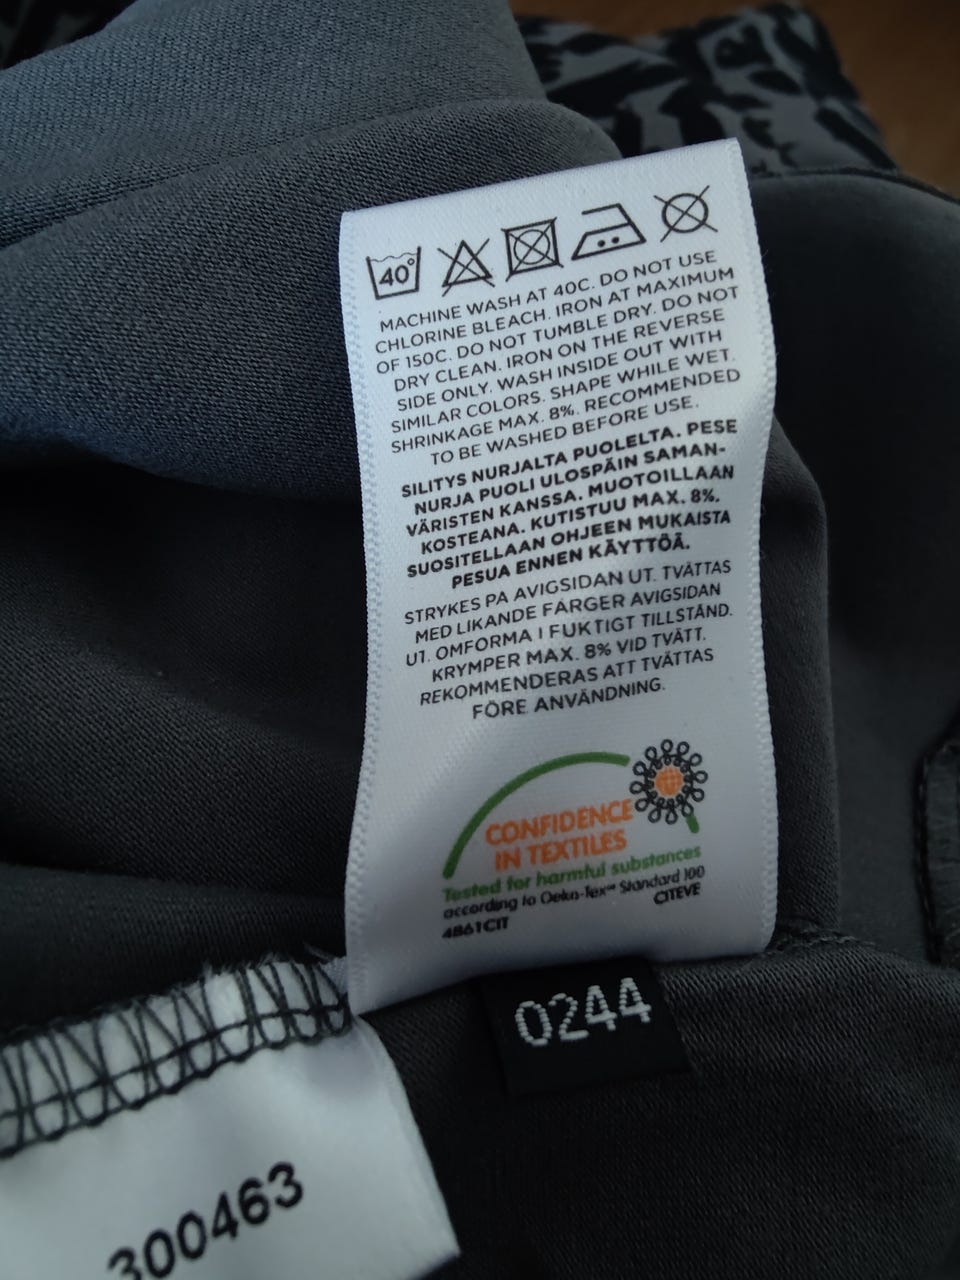 40°
MACHINE WASH AT 40C. DO NOT USE
CHLORINE BLEACH. IRON AT MAXIMUM
OF 150C. DO NOT TUMBLE DRY. DO NOT
DRY CLEAN. IRON ON THE REVERSE
SIDE ONLY. WASH INSIDE OUT WITH
SIMILAR COLORS. SHAPE WHILE WET.
SHRINKAGE MAX. 8%. RECOMMENDED
TO BE WASHED BEFORE USE.
SILITYS NURJALTA PUOLELTA. PESE
NURJA PUOLI ULOSPÄIN SAMAN-
VÄRISTEN KANSSA. MUOTOILLAAN
KOSTEANA. KUTISTUU MAX. 8%.
SUOSITELLAAN OHJEEN MUKAISTA
PESUA ENNEN KÄYTTÖÄ.
STRYKES PA AVIGSIDAN UT. TVÄTTAS
MED LIKANDE FÄRGER AVIGSIDAN
UT. OMFORMA I FUKTIGT TILLSTÅND.
KRYMPER MAX. 8% VID TVÄTT.
REKOMMENDERAS ATT TVÄTTAS
FÖRE ANVÄNDNING.
CONFIDENCE
IN TEXTILES
Tested for harmful substances
according to Oeko-Tex® Standard 100
4861CIT CITEVE
0244
300463